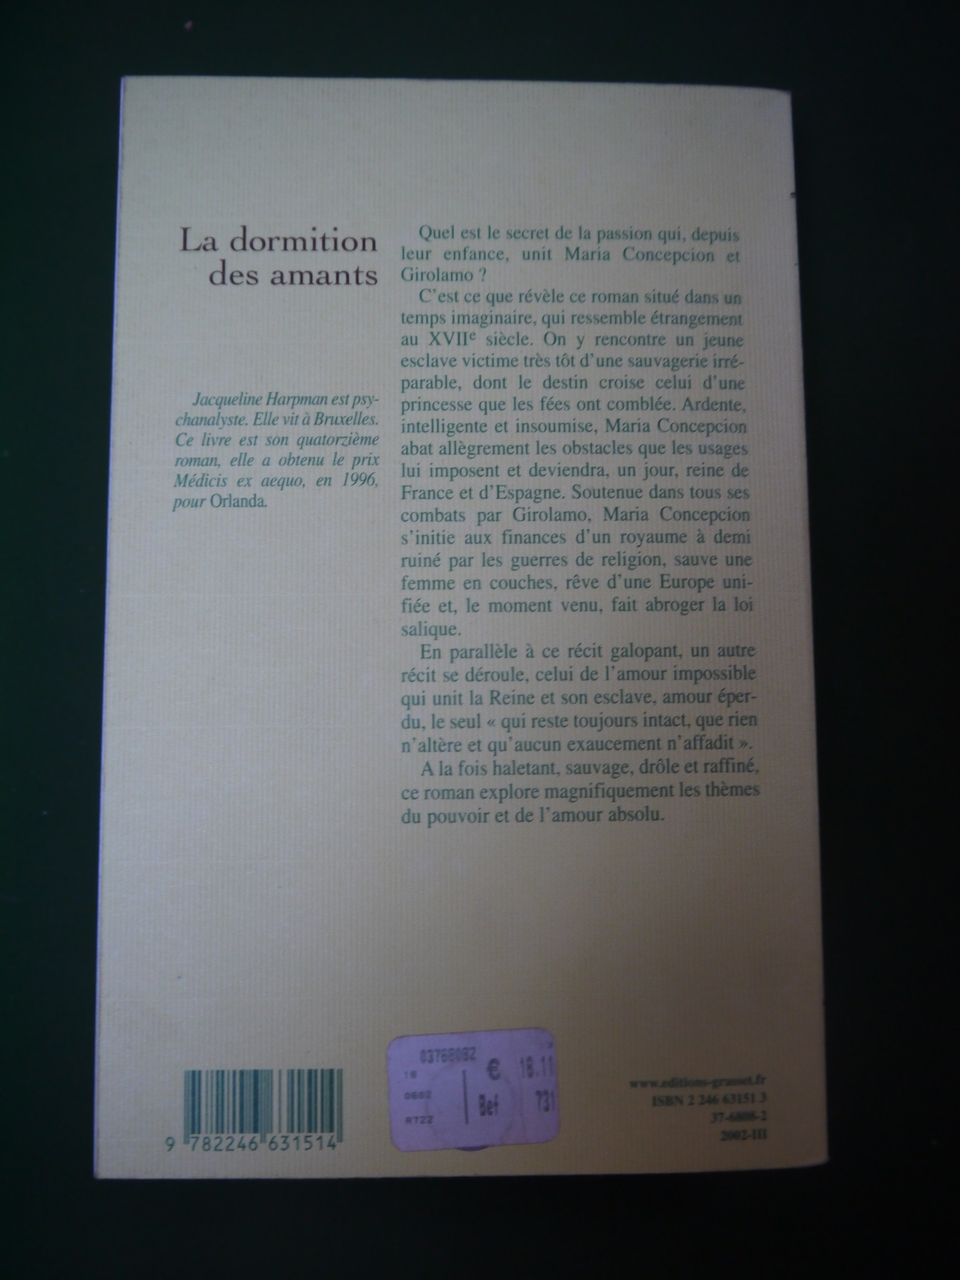 La dormition
des amants
Jacqueline Harpman est psy-
chanalyste. Elle vit à Bruxelles.
Ce livre est son quatorzième
roman, elle a obtenu le prix
Médicis ex aequo, en 1996,
pour Orlanda.
Quel est le secret de la passion qui, depuis
leur enfance, unit Maria Concepcion et
Girolamo ?
C'est ce que révèle ce roman situé dans un
temps imaginaire, qui ressemble étrangement
au XVIIe siècle. On y rencontre un jeune
esclave victime très tôt d'une sauvagerie irré-
parable, dont le destin croise celui d'une
princesse que les fées ont comblée. Ardente,
intelligente et insoumise, Maria Concepcion
abat allègrement les obstacles que les usages
lui imposent et deviendra, un jour, reine de
France et d'Espagne. Soutenue dans tous ses
combats par Girolamo, Maria Concepcion
s'initie aux finances d'un royaume à demi
ruiné par les guerres de religion, sauve une
femme en couches, rêve d'une Europe uni-
fiée et, le moment venu, fait abroger la loi
salique.
En parallèle à ce récit galopant, un autre
récit se déroule, celui de l'amour impossible
qui unit la Reine et son esclave, amour éper-
du, le seul « qui reste toujours intact, que rien
n'altère et qu'aucun exaucement n'affadit ».
A la fois haletant, sauvage, drôle et raffiné,
ce roman explore magnifiquement les thèmes
du pouvoir et de l'amour absolu.
9 782246 631514
03768082
18
€ 18.11
0602
Bef 731
R722
www.editions-grasset.fr
ISBN 2 246 63151 3
2002-III